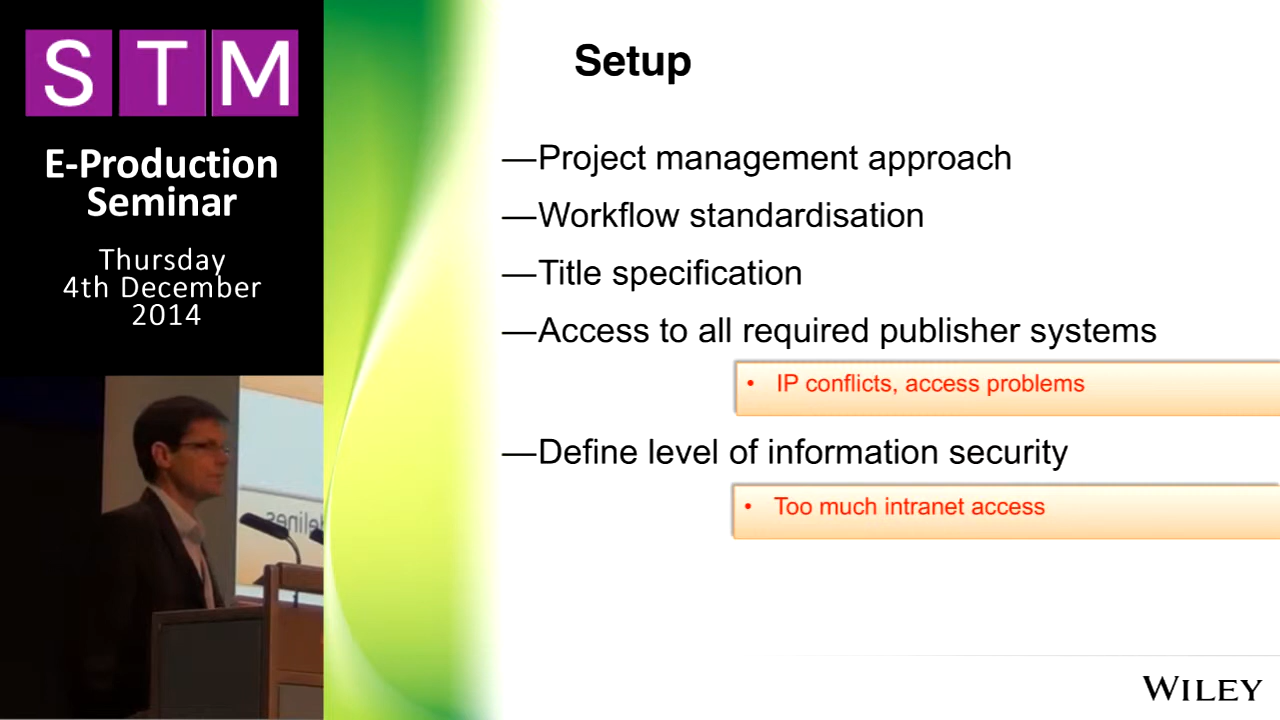 STM
E-Production
Seminar
Thursday
4th December
2014
Setup
—Project management approach
—Workflow standardisation
—Title specification
—Access to all required publisher systems
• IP conflicts, access problems
—Define level of information security
• Too much intranet access
WILEY